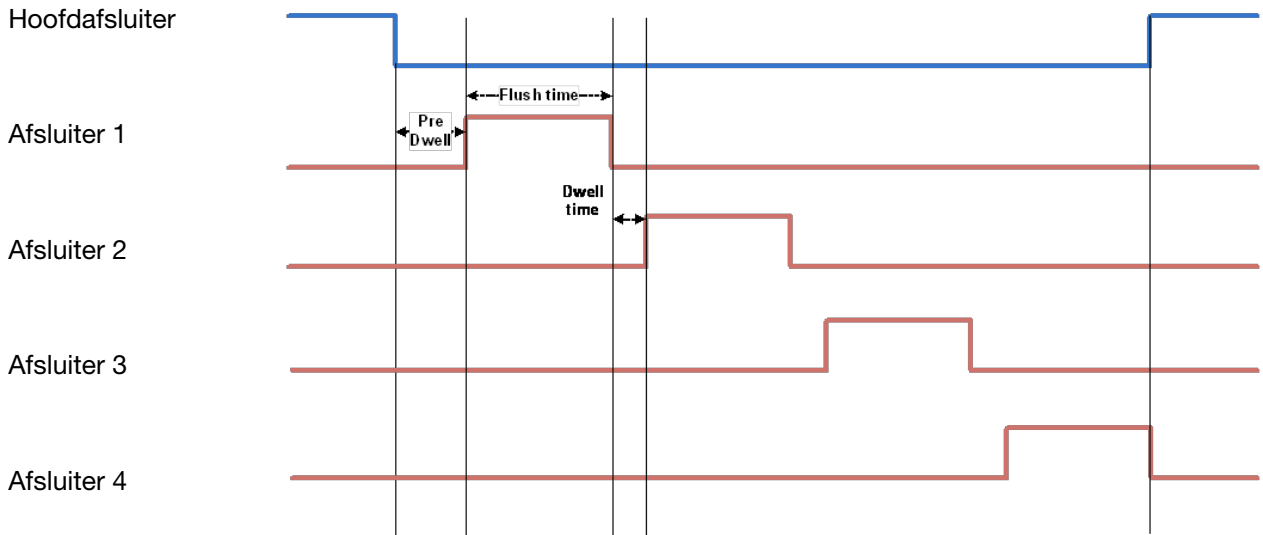 Hoofdafsluiter
Flush time
Pre
Dwell
Afsluiter 1
Dwell
time
Afsluiter 2
Afsluiter 3
Afsluiter 4